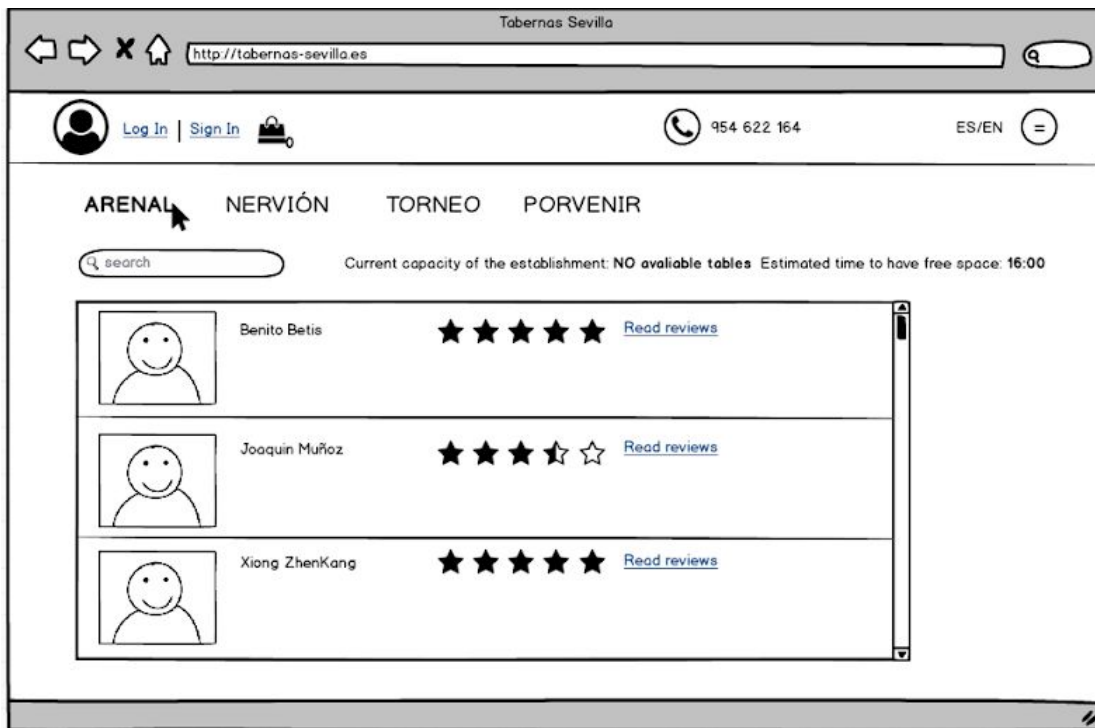 Tabernas Sevilla
http://tabernas-sevilla.es
Log In | Sign In
0
954 622 164
ES/EN
ARENAL NERVIÓN TORNEO PORVENIR
search
Current capacity of the establishment: NO avaliable tables Estimated time to have free space: 16:00
Benito Betis
Read reviews
Joaquin Muñoz
Read reviews
Xiong ZhenKang
Read reviews